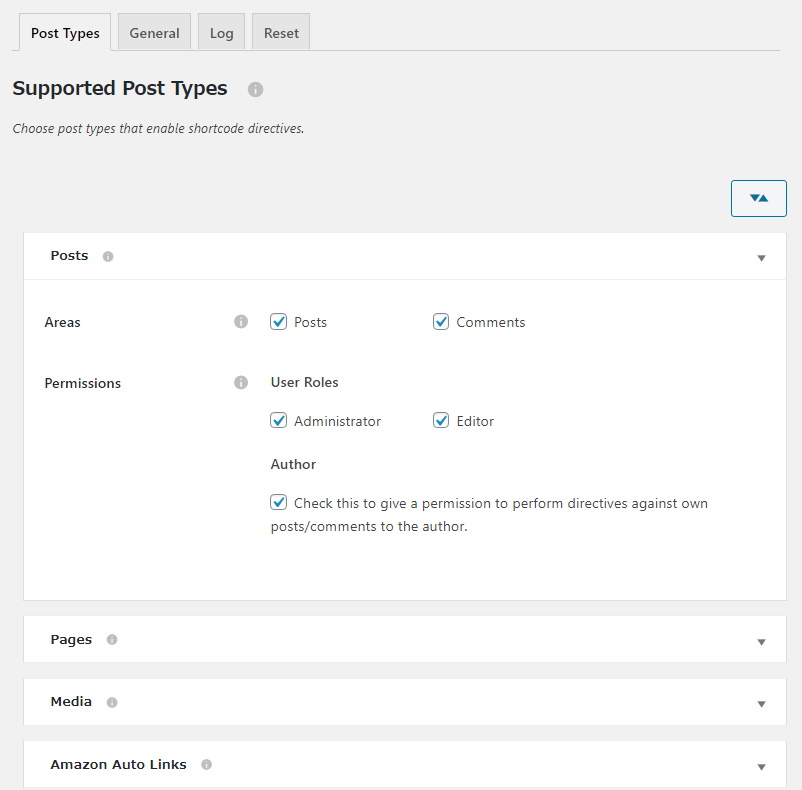 Post Types General Log Reset
Supported Post Types
Choose post types that enable shortcode directives.
Posts
Areas Posts Comments
Permissions User Roles
Administrator Editor
Author
Check this to give a permission to perform directives against own
posts/comments to the author.
Pages
Media
Amazon Auto Links